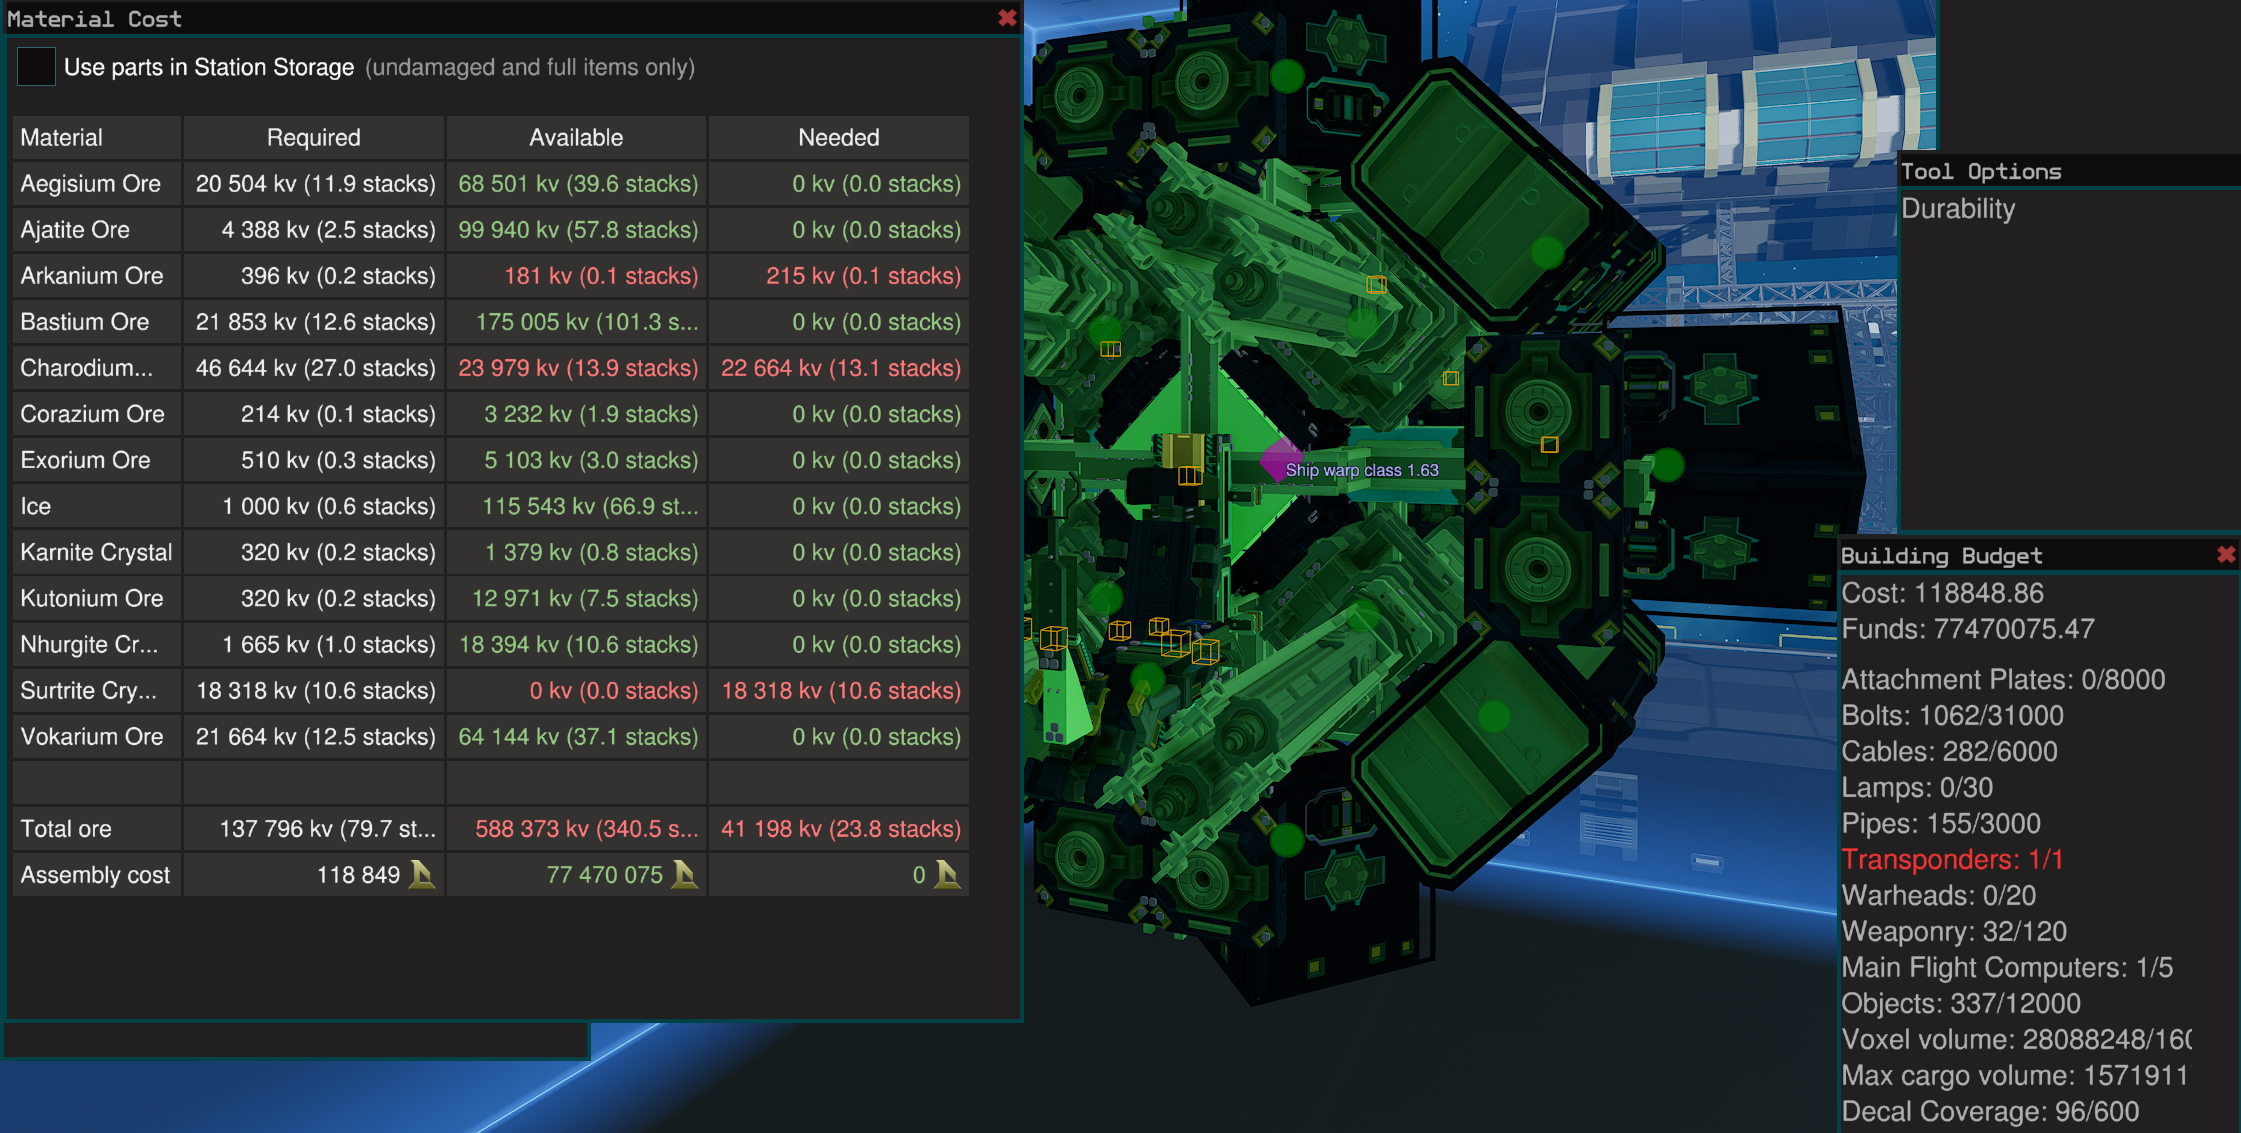 Material Cost
Use parts in Station Storage (undamaged and full items only)
Material Required Available Needed
Aegisium Ore 20 504 kv (11.9 stacks) 68 501 kv (39.6 stacks) 0 kv (0.0 stacks)
Ajatite Ore 4 388 kv (2.5 stacks) 99 940 kv (57.8 stacks) 0 kv (0.0 stacks)
Arkanium Ore 396 kv (0.2 stacks) 181 kv (0.1 stacks) 215 kv (0.1 stacks)
Bastium Ore 21 853 kv (12.6 stacks) 175 005 kv (101.3 s... 0 kv (0.0 stacks)
Charodium... 46 644 kv (27.0 stacks) 23 979 kv (13.9 stacks) 22 664 kv (13.1 stacks)
Corazium Ore 214 kv (0.1 stacks) 3 232 kv (1.9 stacks) 0 kv (0.0 stacks)
Exorium Ore 510 kv (0.3 stacks) 5 103 kv (3.0 stacks) 0 kv (0.0 stacks)
Ice 1 000 kv (0.6 stacks) 115 543 kv (66.9 st... 0 kv (0.0 stacks)
Karnite Crystal 320 kv (0.2 stacks) 1 379 kv (0.8 stacks) 0 kv (0.0 stacks)
Kutonium Ore 320 kv (0.2 stacks) 12 971 kv (7.5 stacks) 0 kv (0.0 stacks)
Nhurgite Cr... 1 665 kv (1.0 stacks) 18 394 kv (10.6 stacks) 0 kv (0.0 stacks)
Surtrite Cry... 18 318 kv (10.6 stacks) 0 kv (0.0 stacks) 18 318 kv (10.6 stacks)
Vokarium Ore 21 664 kv (12.5 stacks) 64 144 kv (37.1 stacks) 0 kv (0.0 stacks)
Total ore 137 796 kv (79.7 st... 588 373 kv (340.5 s... 41 198 kv (23.8 stacks)
Assembly cost 118 849 77 470 075 0
Ship warp class 1.63
Tool Options
Durability
Building Budget
Cost: 118848.86
Funds: 77470075.47
Attachment Plates: 0/8000
Bolts: 1062/31000
Cables: 282/6000
Lamps: 0/30
Pipes: 155/3000
Transponders: 1/1
Warheads: 0/20
Weaponry: 32/120
Main Flight Computers: 1/5
Objects: 337/12000
Voxel volume: 28088248/160
Max cargo volume: 1571911
Decal Coverage: 96/600